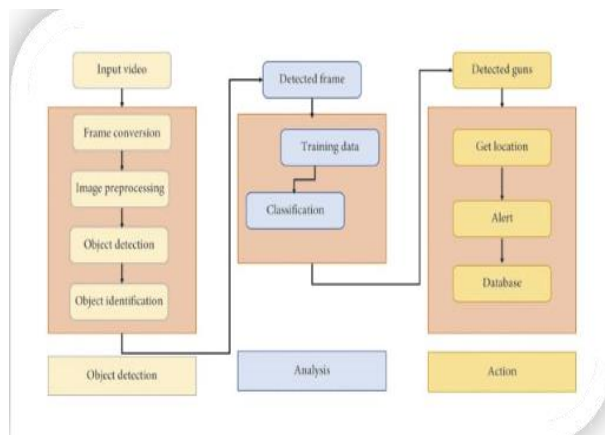 Input video
Frame conversion
Image preprocessing
Object detection
Object identification
Object detection
Detected frame
Training data
Classification
Analysis
Detected guns
Get location
Alert
Database
Action